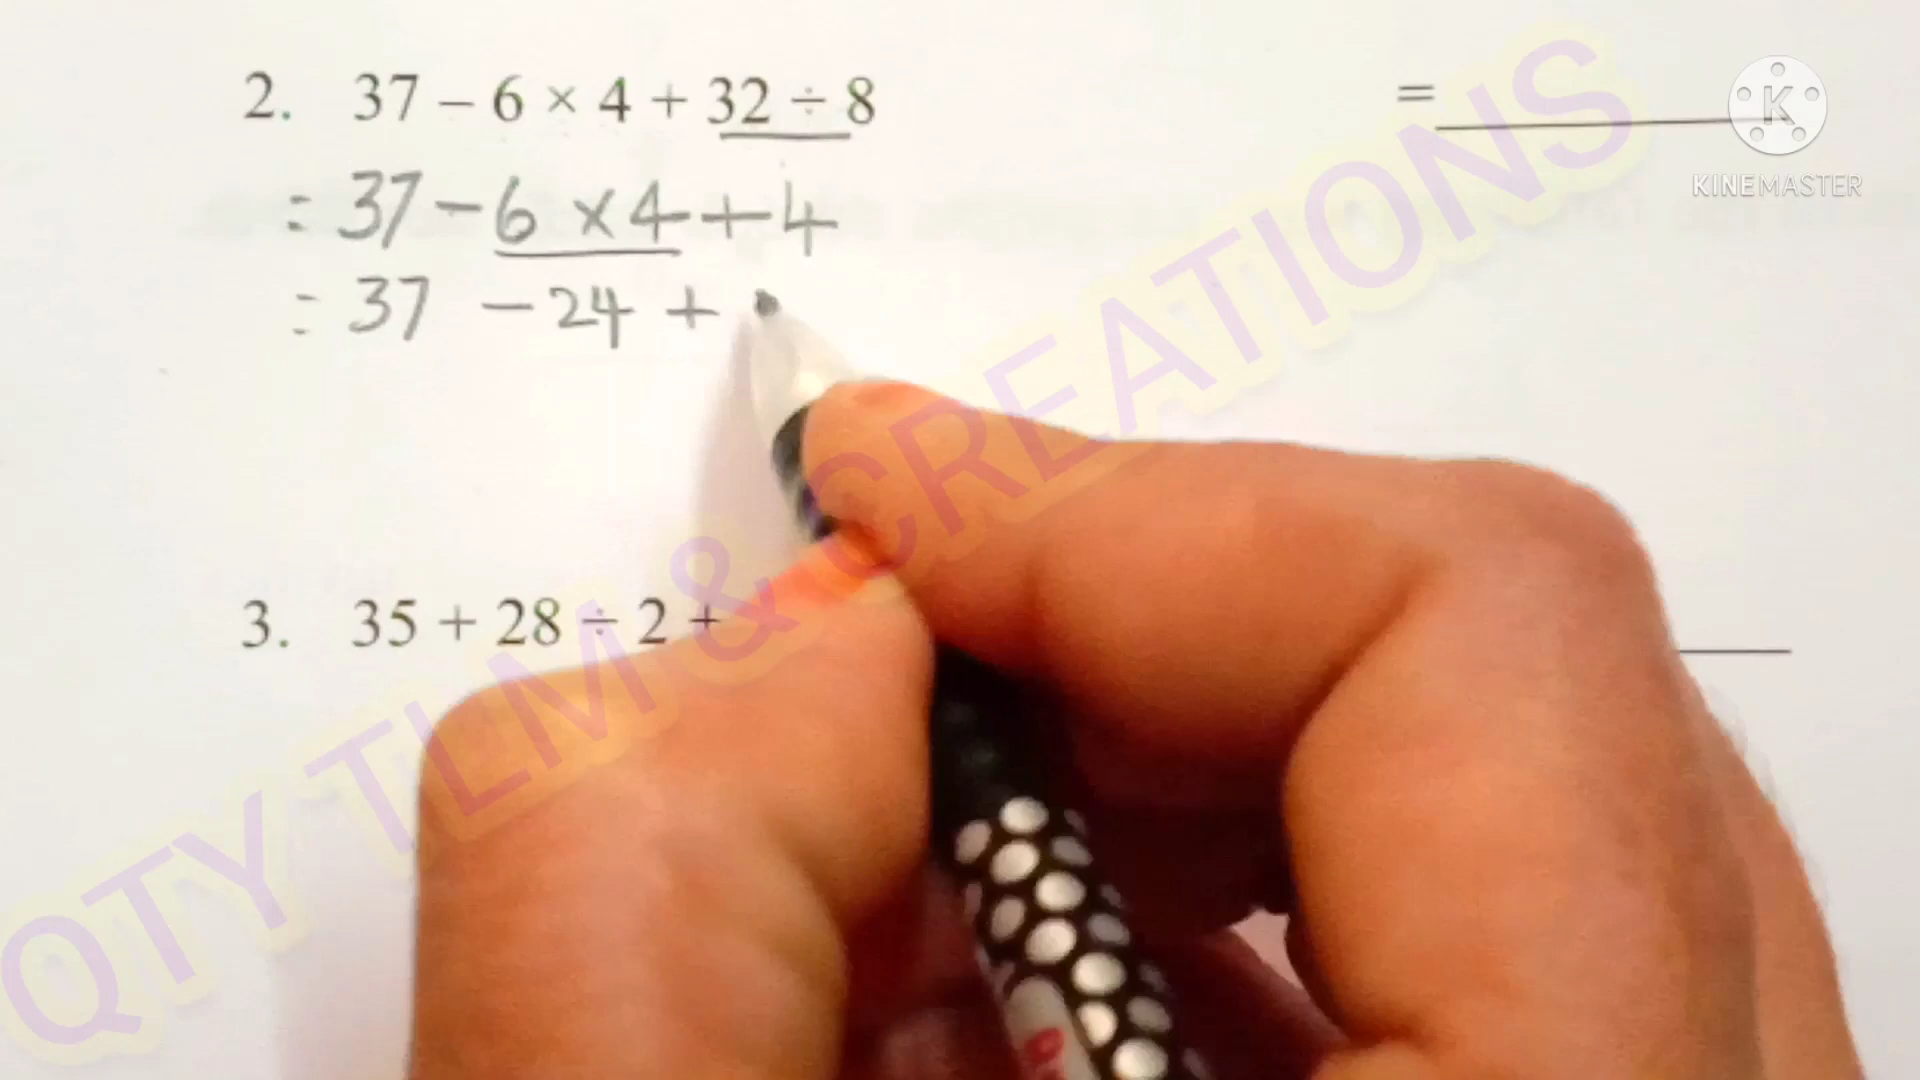 2. 37 – 6 × 4 + 32 ÷ 8 =
= 37 – 6 × 4 + 4
= 37 – 24 +
3. 35 + 28 ÷ 2 +
QTY TLM & CREATIONS
K
KINEMASTER